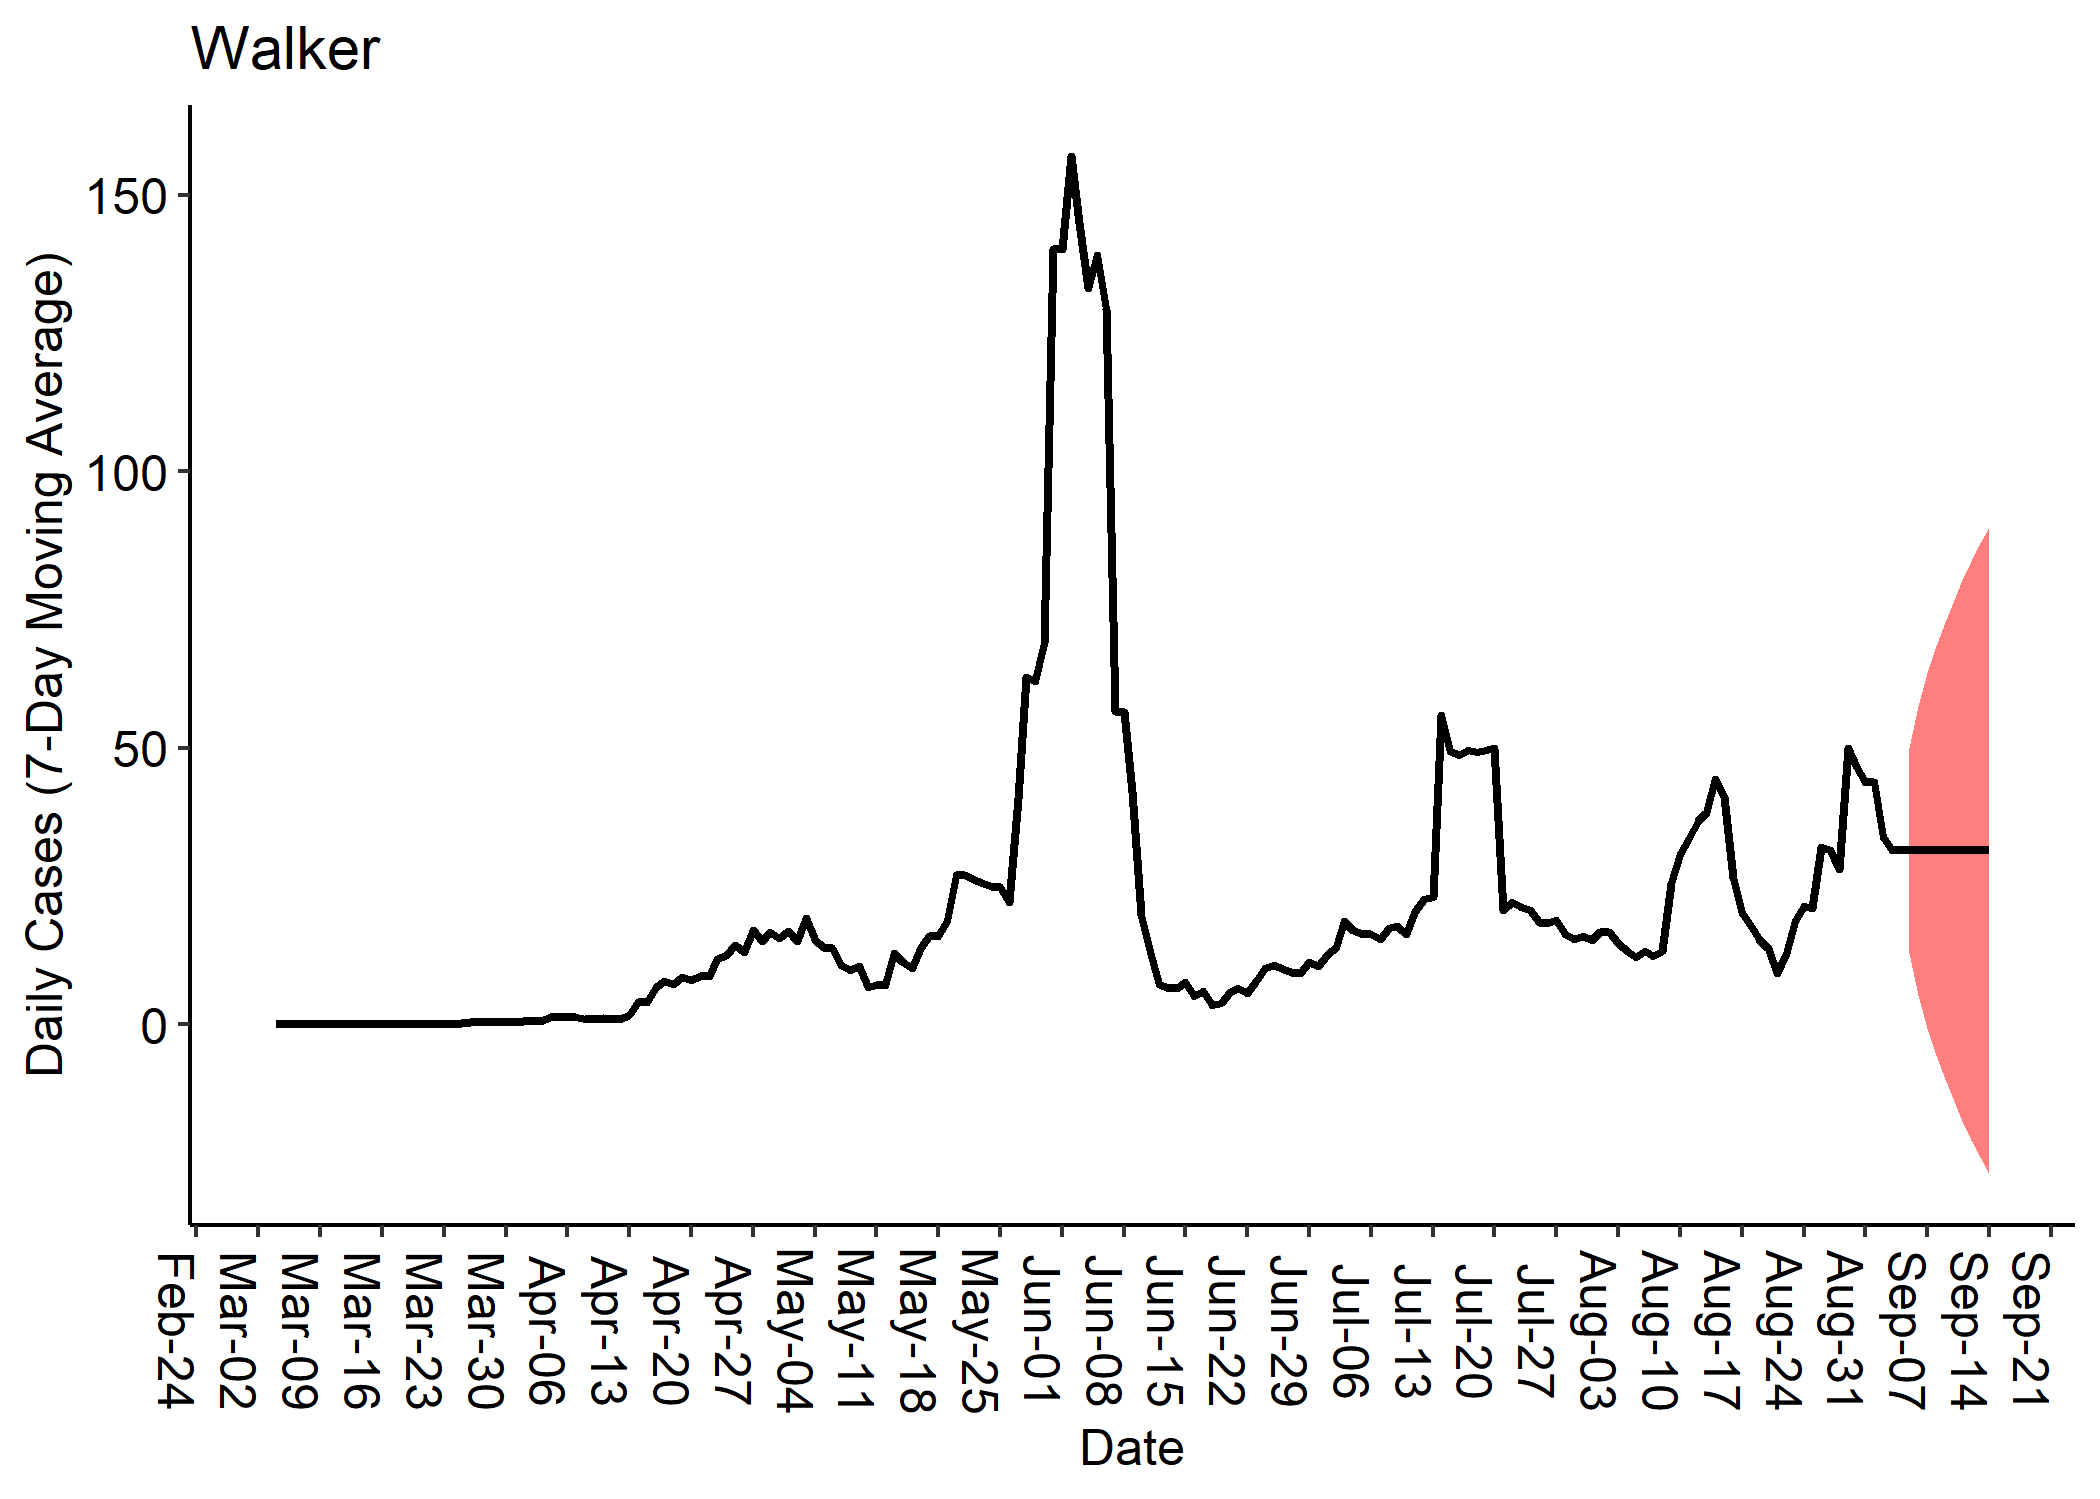 Walker
Daily Cases (7-Day Moving Average)
150
100
50
0
Feb-24
Mar-02
Mar-09
Mar-16
Mar-23
Mar-30
Apr-06
Apr-13
Apr-20
Apr-27
May-04
May-11
May-18
May-25
Jun-01
Jun-08
Jun-15
Jun-22
Jun-29
Jul-06
Jul-13
Jul-20
Jul-27
Aug-03
Aug-10
Aug-17
Aug-24
Aug-31
Sep-07
Sep-14
Sep-21
Date